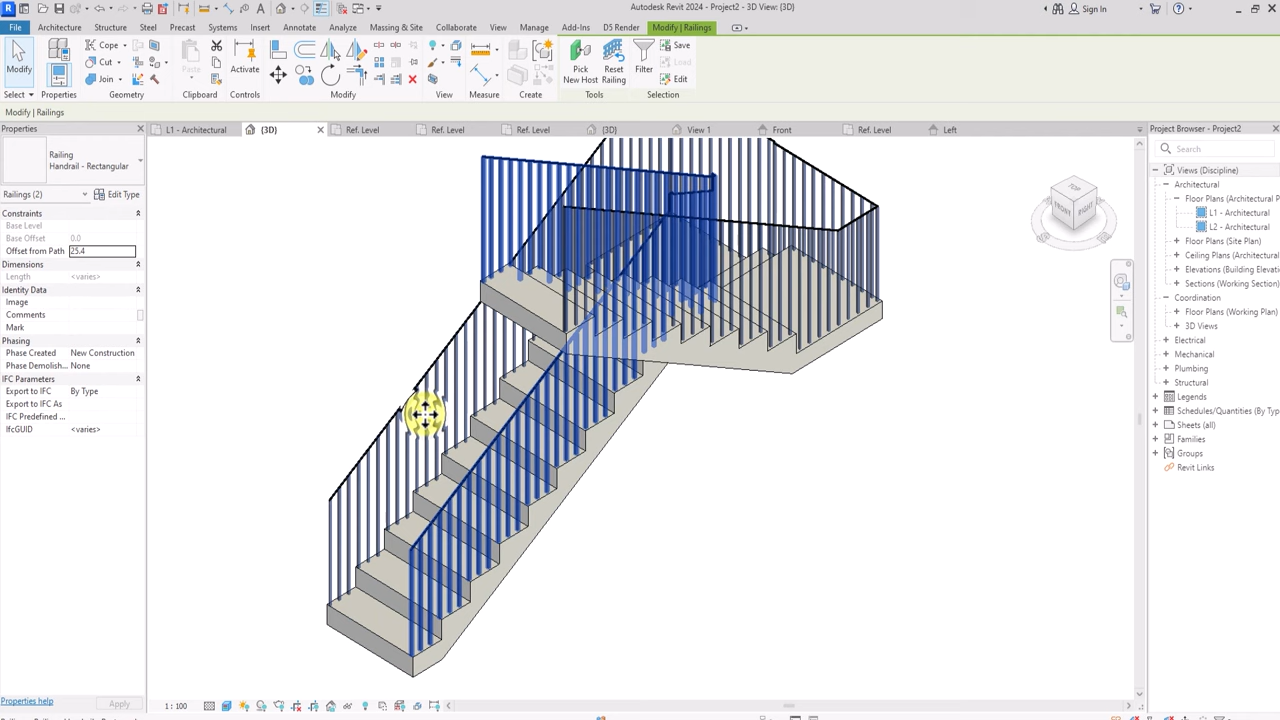 Autodesk Revit 2024 - Project2 - 3D View: {3D}
Sign In
File Architecture Structure Steel Precast Systems Insert Annotate Analyze Massing & Site Collaborate View Manage Add-Ins D5 Render Modify | Railings
Modify
Cope
Cut
Join
Paste
Activate
Pick
New Host
Reset
Railing
Filter
Save
Load
Edit
Select Properties Geometry Clipboard Controls Modify View Measure Create Tools Selection
Modify | Railings
Properties
L1 - Architectural {3D} Ref. Level Ref. Level Ref. Level {3D} View 1 Front Ref. Level Left
Railing
Handrail - Rectangular
Railings (2) Edit Type
Constraints
Base Level
Base Offset 0.0
Offset from Path 25.4
Dimensions
Length <varies>
Identity Data
Image
Comments
Mark
Phasing
Phase Created New Construction
Phase Demolish... None
IFC Parameters
Export to IFC By Type
Export to IFC As
IFC Predefined ...
IfcGUID <varies>
Properties help Apply
TOP
FRONT
RIGHT
1 : 100
Project Browser - Project2
Search
Views (Discipline)
Architectural
Floor Plans (Architectural P
L1 - Architectural
L2 - Architectural
Floor Plans (Site Plan)
Ceiling Plans (Architectural
Elevations (Building Elevati
Sections (Working Section)
Coordination
Floor Plans (Working Plan)
3D Views
Electrical
Mechanical
Plumbing
Structural
Legends
Schedules/Quantities (By Typ
Sheets (all)
Families
Groups
Revit Links